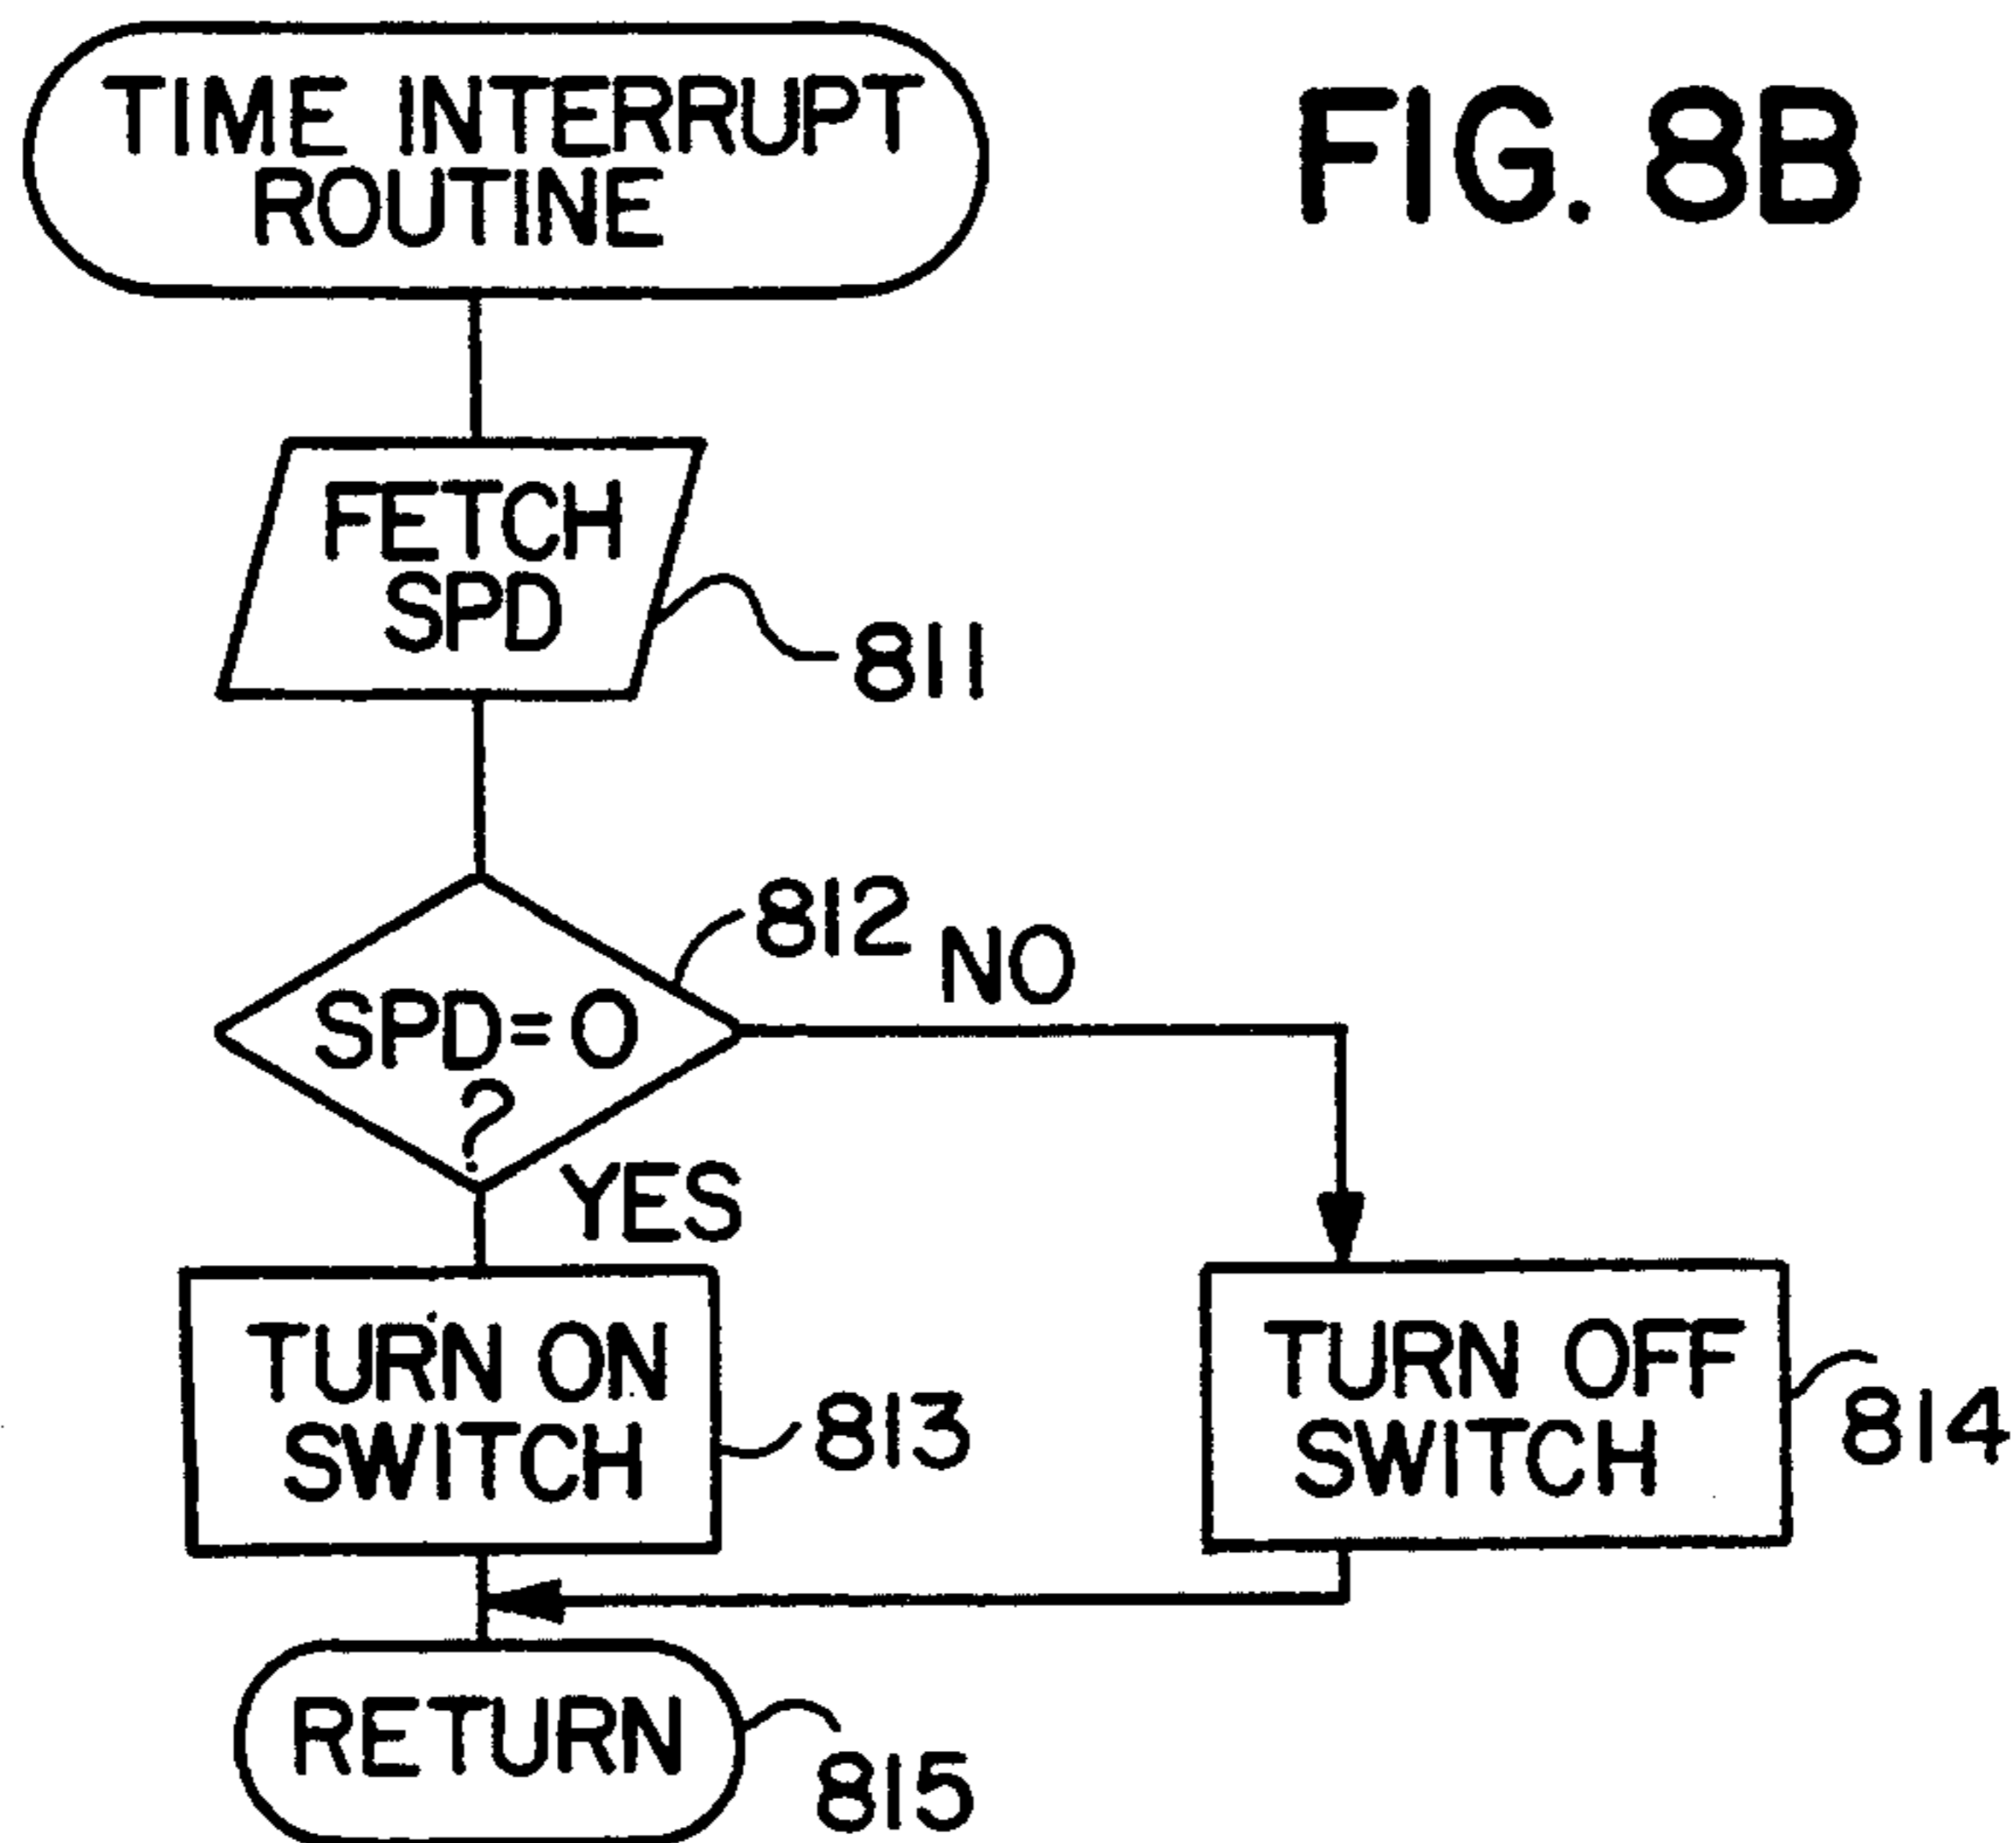 TIME INTERRUPT
ROUTINE
FIG. 8B
FETCH
SPD
811
812
NO
SPD=0
?
YES
TURN ON
SWITCH
813
TURN OFF
SWITCH
814
RETURN
815